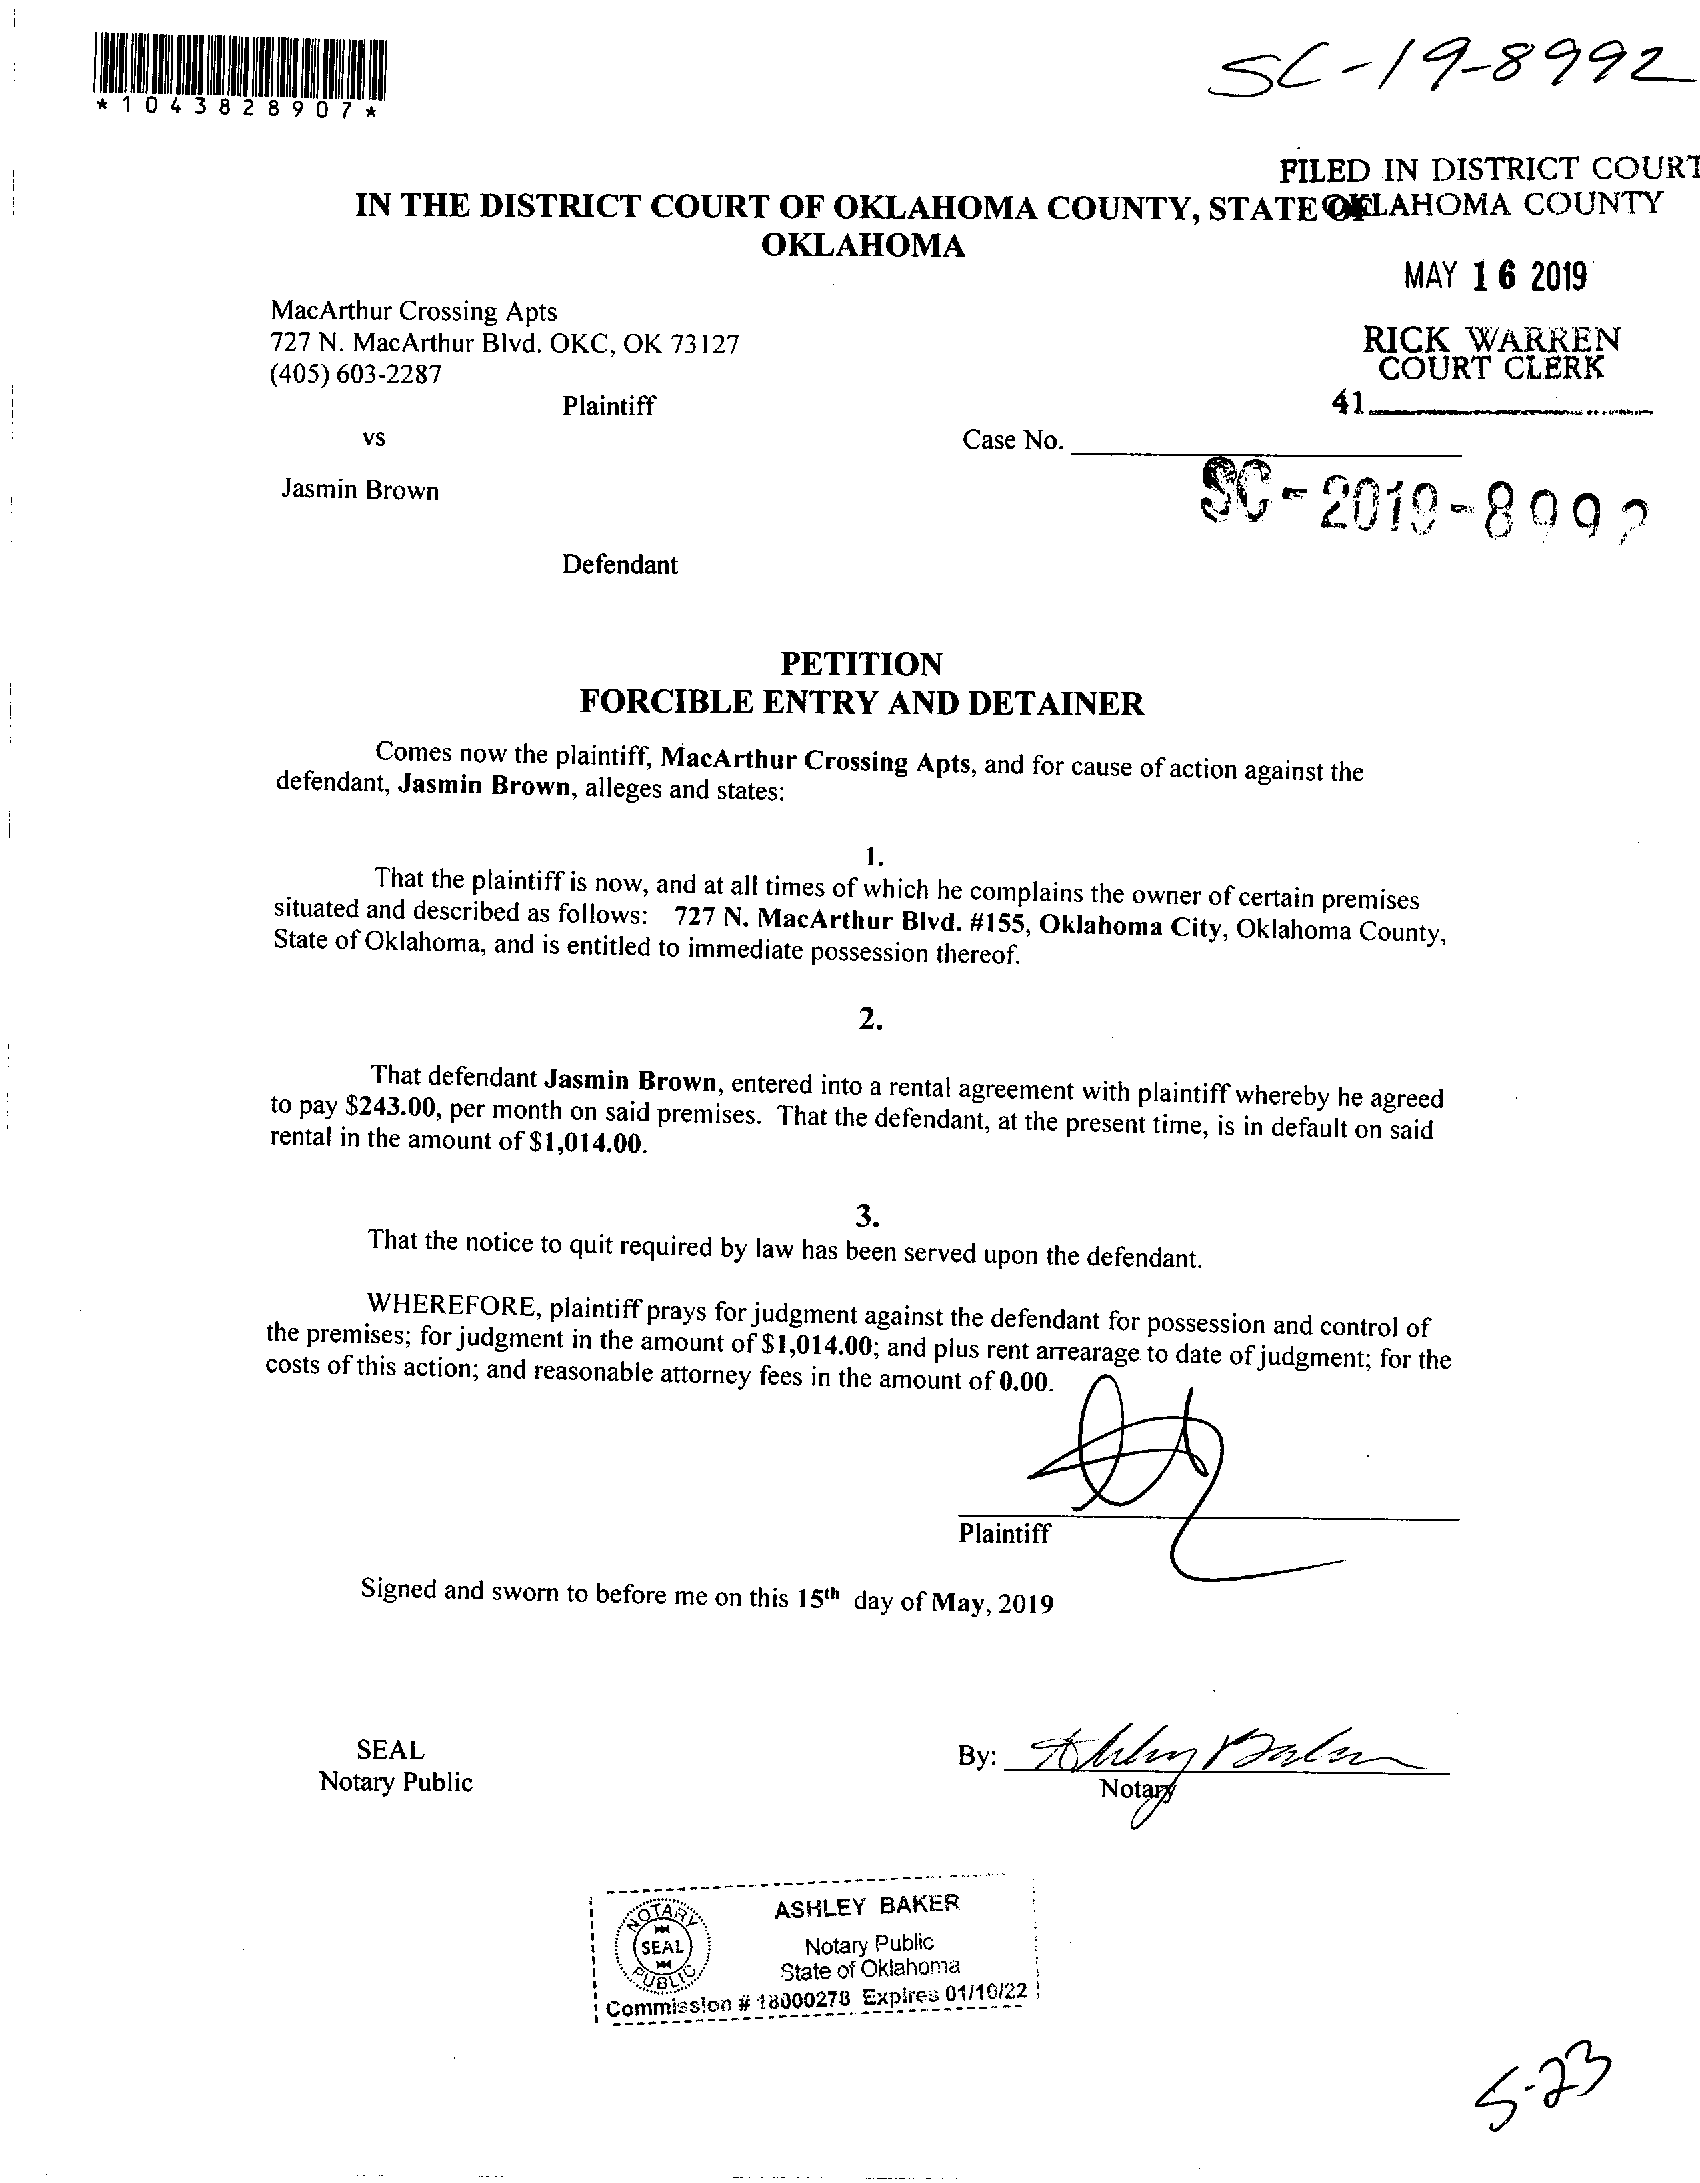 *1043828907*
SC-19-8992
FILED IN DISTRICT COURT
OKLAHOMA COUNTY
IN THE DISTRICT COURT OF OKLAHOMA COUNTY, STATE OF
OKLAHOMA
MAY 16 2019
MacArthur Crossing Apts
727 N. MacArthur Blvd. OKC, OK 73127
(405) 603-2287
RICK WARREN
COURT CLERK
41
Plaintiff
vs
Case No.
Jasmin Brown
SC-2019-8992
Defendant
PETITION
FORCIBLE ENTRY AND DETAINER
Comes now the plaintiff, MacArthur Crossing Apts, and for cause of action against the
defendant, Jasmin Brown, alleges and states:
1.
That the plaintiff is now, and at all times of which he complains the owner of certain premises
situated and described as follows: 727 N. MacArthur Blvd. #155, Oklahoma City, Oklahoma County,
State of Oklahoma, and is entitled to immediate possession thereof.
2.
That defendant Jasmin Brown, entered into a rental agreement with plaintiff whereby he agreed
to pay $243.00, per month on said premises. That the defendant, at the present time, is in default on said
rental in the amount of $1,014.00.
3.
That the notice to quit required by law has been served upon the defendant.
WHEREFORE, plaintiff prays for judgment against the defendant for possession and control of
the premises; for judgment in the amount of $1,014.00; and plus rent arrearage to date of judgment; for the
costs of this action; and reasonable attorney fees in the amount of 0.00.
Plaintiff
Signed and sworn to before me on this 15th day of May, 2019
SEAL
Notary Public
By: Ashley Baker
Notary
NOTARY
SEAL
PUBLIC
ASHLEY BAKER
Notary Public
State of Oklahoma
Commission # 18000278 Expires 01/10/22
5-23